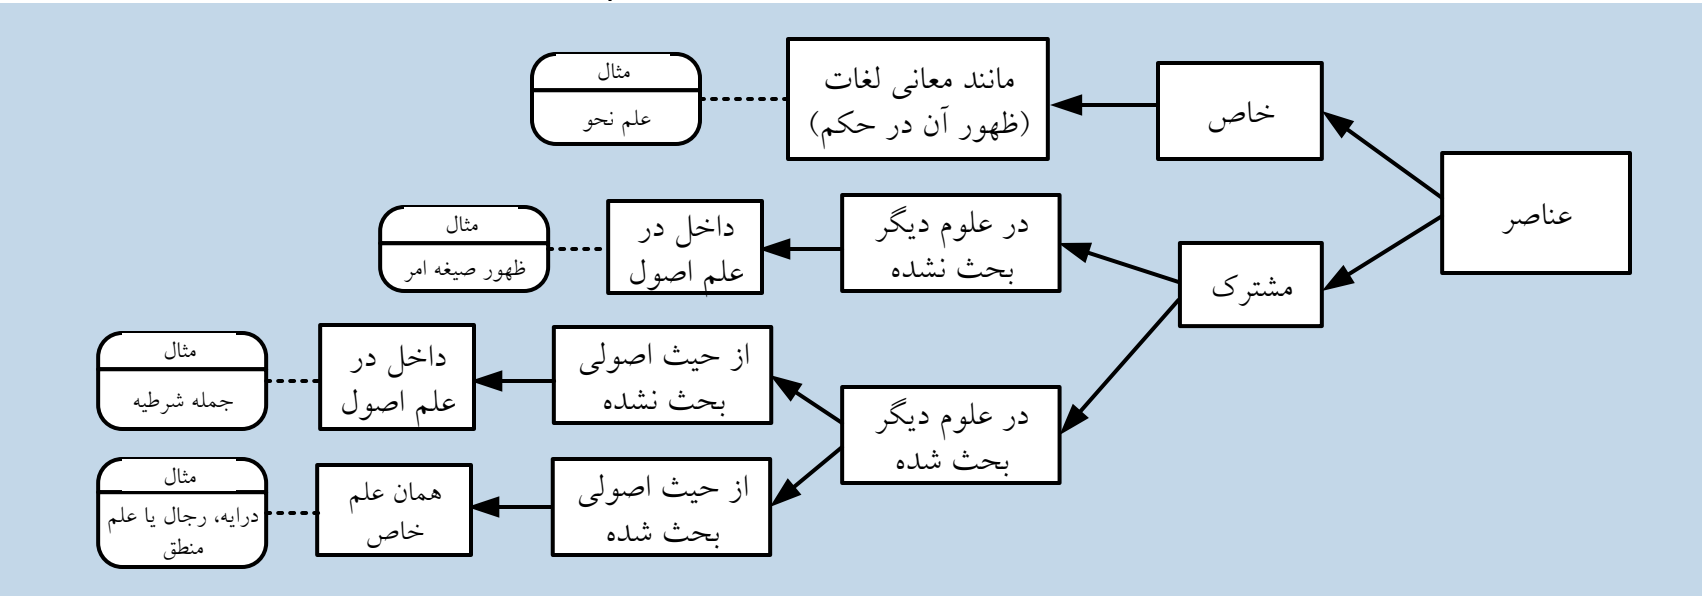 عناصر
خاص
مانند معانی لغات
(ظهور آن در حکم)
مثال
علم نحو
مشترک
در علوم دیگر
بحث نشده
داخل در
علم اصول
مثال
ظهور صیغه امر
در علوم دیگر
بحث شده
از حیث اصولی
بحث نشده
داخل در
علم اصول
مثال
جمله شرطیه
از حیث اصولی
بحث شده
همان علم
خاص
مثال
درایه، رجال یا علم
منطق